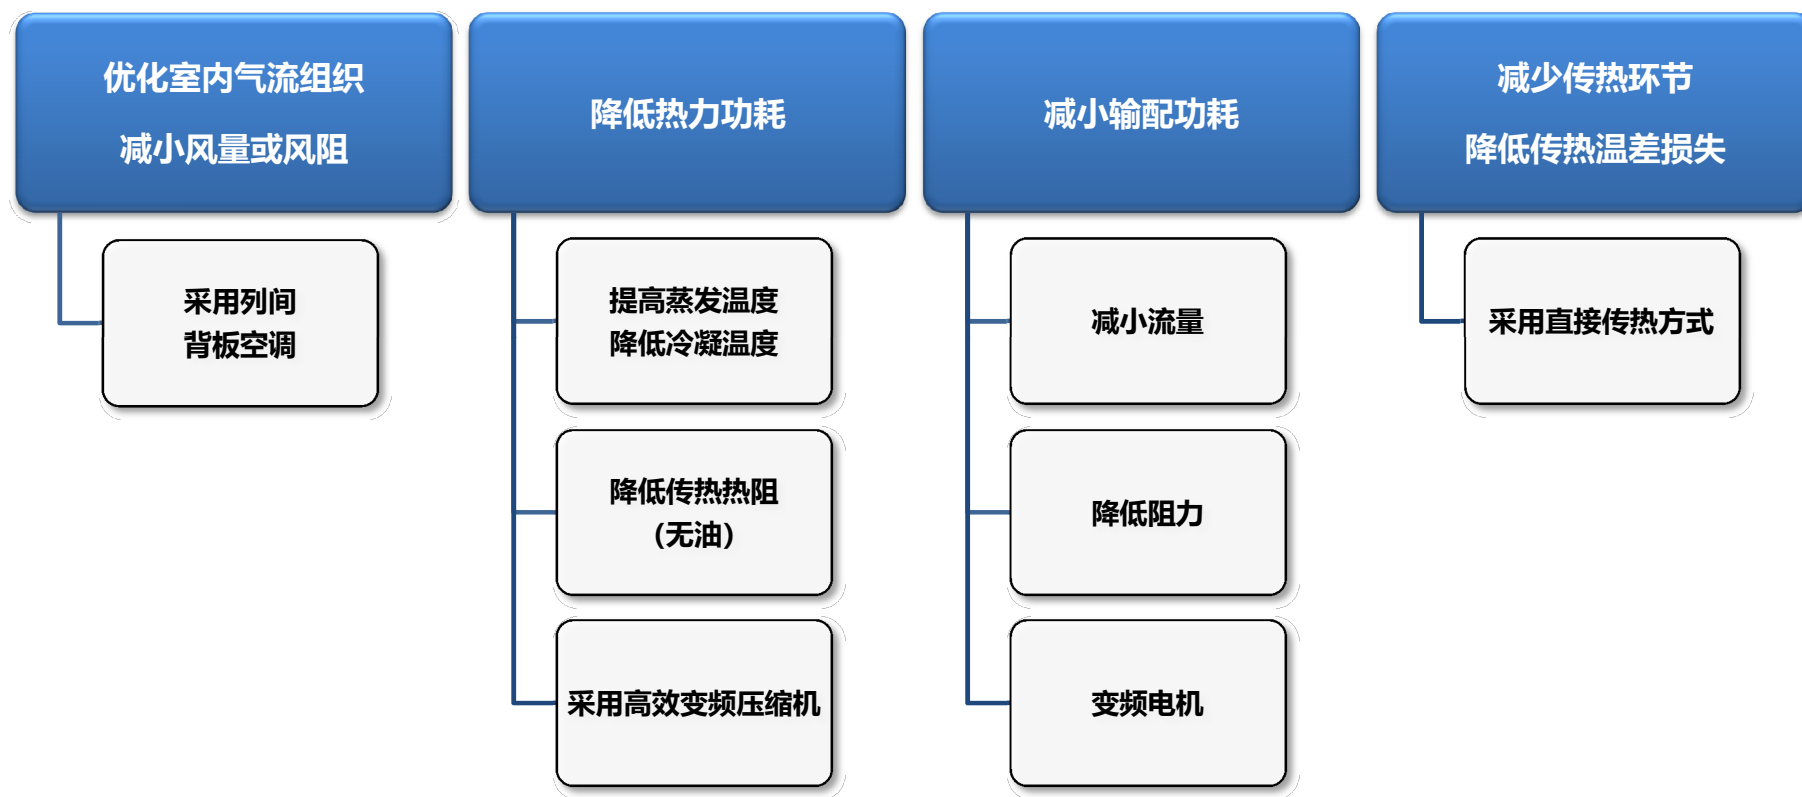 优化室内气流组织
减小风量或风阻
采用列间
背板空调
降低热力功耗
提高蒸发温度
降低冷凝温度
降低传热热阻
（无油）
采用高效变频压缩机
减小输配功耗
减小流量
降低阻力
变频电机
减少传热环节
降低传热温差损失
采用直接传热方式